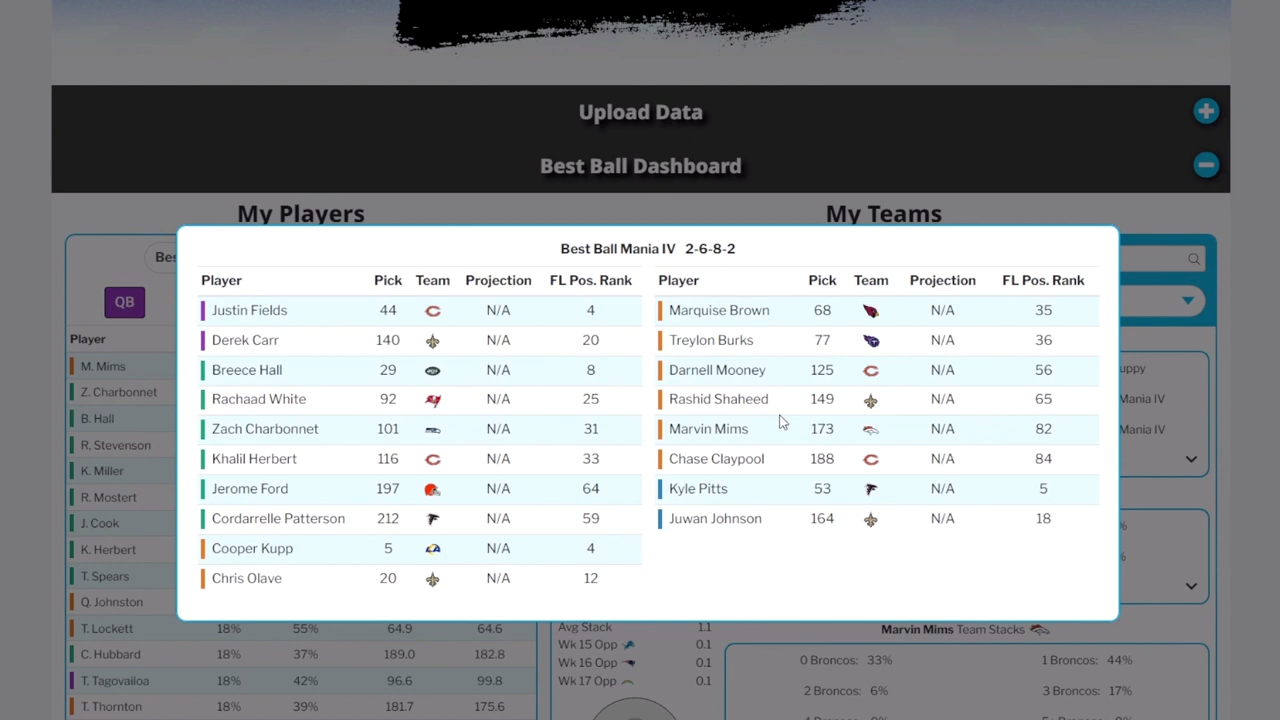 Upload Data
Best Ball Dashboard
My Players
My Teams
Bes
QB
Player
M. Mims
Z. Charbonnet
B. Hall
R. Stevenson
K. Miller
R. Mostert
J. Cook
K. Herbert
T. Spears
Q. Johnston
T. Lockett 18% 55% 64.9 64.6
C. Hubbard 18% 37% 189.0 182.8
T. Tagovailoa 18% 42% 96.6 99.8
T. Thornton 18% 39% 181.7 175.6
Best Ball Mania IV 2-6-8-2
Player Pick Team Projection FL Pos. Rank
Justin Fields 44 N/A 4
Derek Carr 140 N/A 20
Breece Hall 29 N/A 8
Rachaad White 92 N/A 25
Zach Charbonnet 101 N/A 31
Khalil Herbert 116 N/A 33
Jerome Ford 197 N/A 64
Cordarrelle Patterson 212 N/A 59
Cooper Kupp 5 N/A 4
Chris Olave 20 N/A 12
Player Pick Team Projection FL Pos. Rank
Marquise Brown 68 N/A 35
Treylon Burks 77 N/A 36
Darnell Mooney 125 N/A 56
Rashid Shaheed 149 N/A 65
Marvin Mims 173 N/A 82
Chase Claypool 188 N/A 84
Kyle Pitts 53 N/A 5
Juwan Johnson 164 N/A 18
uppy
Mania IV
Mania IV
%
%
Avg Stack 1.1
Wk 15 Opp 0.1
Wk 16 Opp 0.1
Wk 17 Opp 0.1
Marvin Mims Team Stacks
0 Broncos: 33% 1 Broncos: 44%
2 Broncos: 6% 3 Broncos: 17%